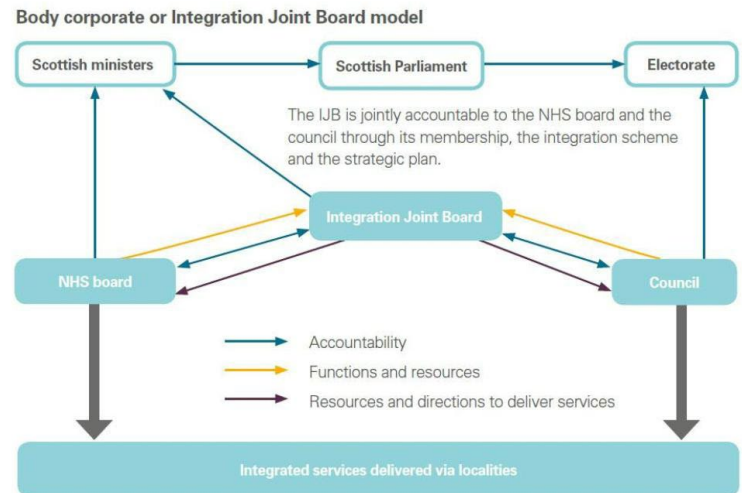 Body corporate or Integration Joint Board model
Scottish ministers
Scottish Parliament
Electorate
The IJB is jointly accountable to the NHS board and the
council through its membership, the integration scheme
and the strategic plan.
Integration Joint Board
NHS board
Council
Accountability
Functions and resources
Resources and directions to deliver services
Integrated services delivered via localities